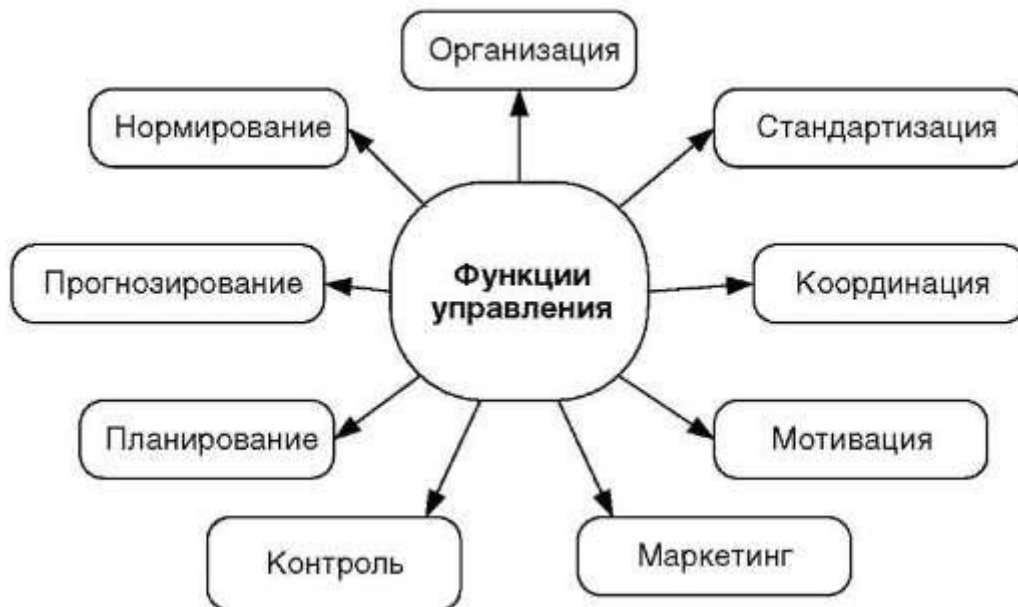 Организация
Нормирование
Стандартизация
Прогнозирование
Функции
управления
Координация
Планирование
Мотивация
Контроль
Маркетинг